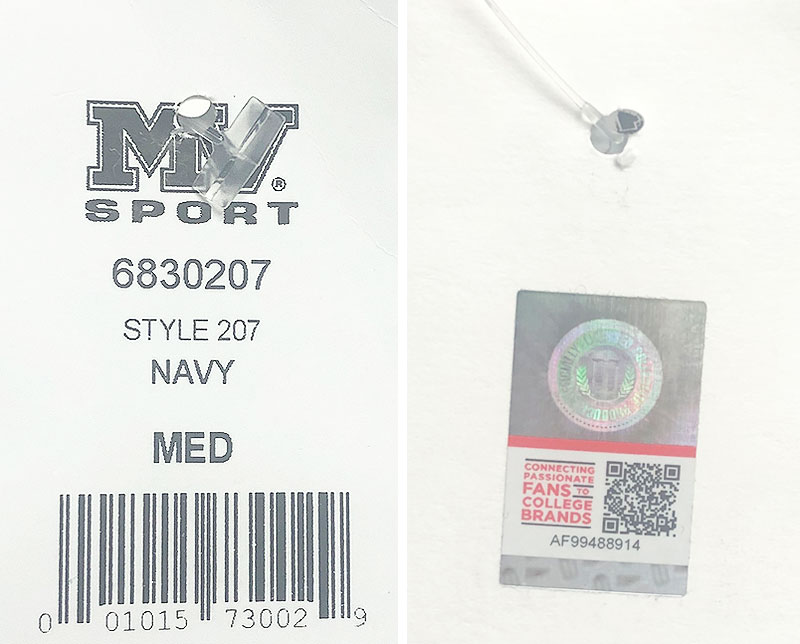 MV
SPORT®
6830207
STYLE 207
NAVY
MED
0 01015 73002 9
CONNECTING
PASSIONATE
FANS TO
COLLEGE
BRANDS
AF99488914